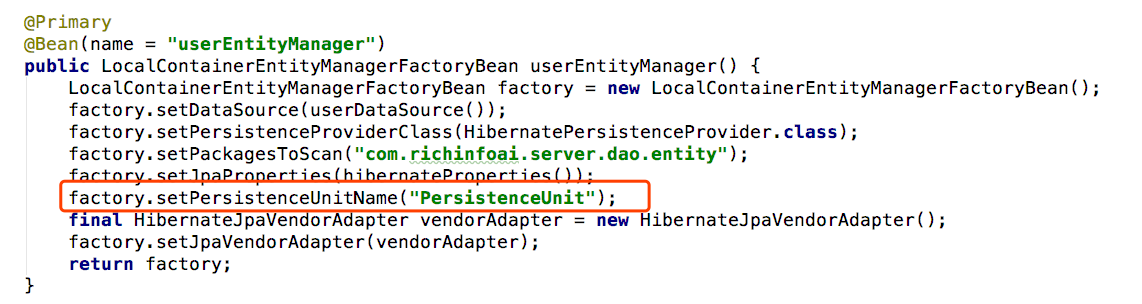 @Primary
@Bean(name = "userEntityManager")
public LocalContainerEntityManagerFactoryBean userEntityManager() {
    LocalContainerEntityManagerFactoryBean factory = new LocalContainerEntityManagerFactoryBean();
    factory.setDataSource(userDataSource());
    factory.setPersistenceProviderClass(HibernatePersistenceProvider.class);
    factory.setPackagesToScan("com.richinfoai.server.dao.entity");
    factory.setJpaProperties(hibernateProperties());
    factory.setPersistenceUnitName("PersistenceUnit");
    final HibernateJpaVendorAdapter vendorAdapter = new HibernateJpaVendorAdapter();
    factory.setJpaVendorAdapter(vendorAdapter);
    return factory;
}